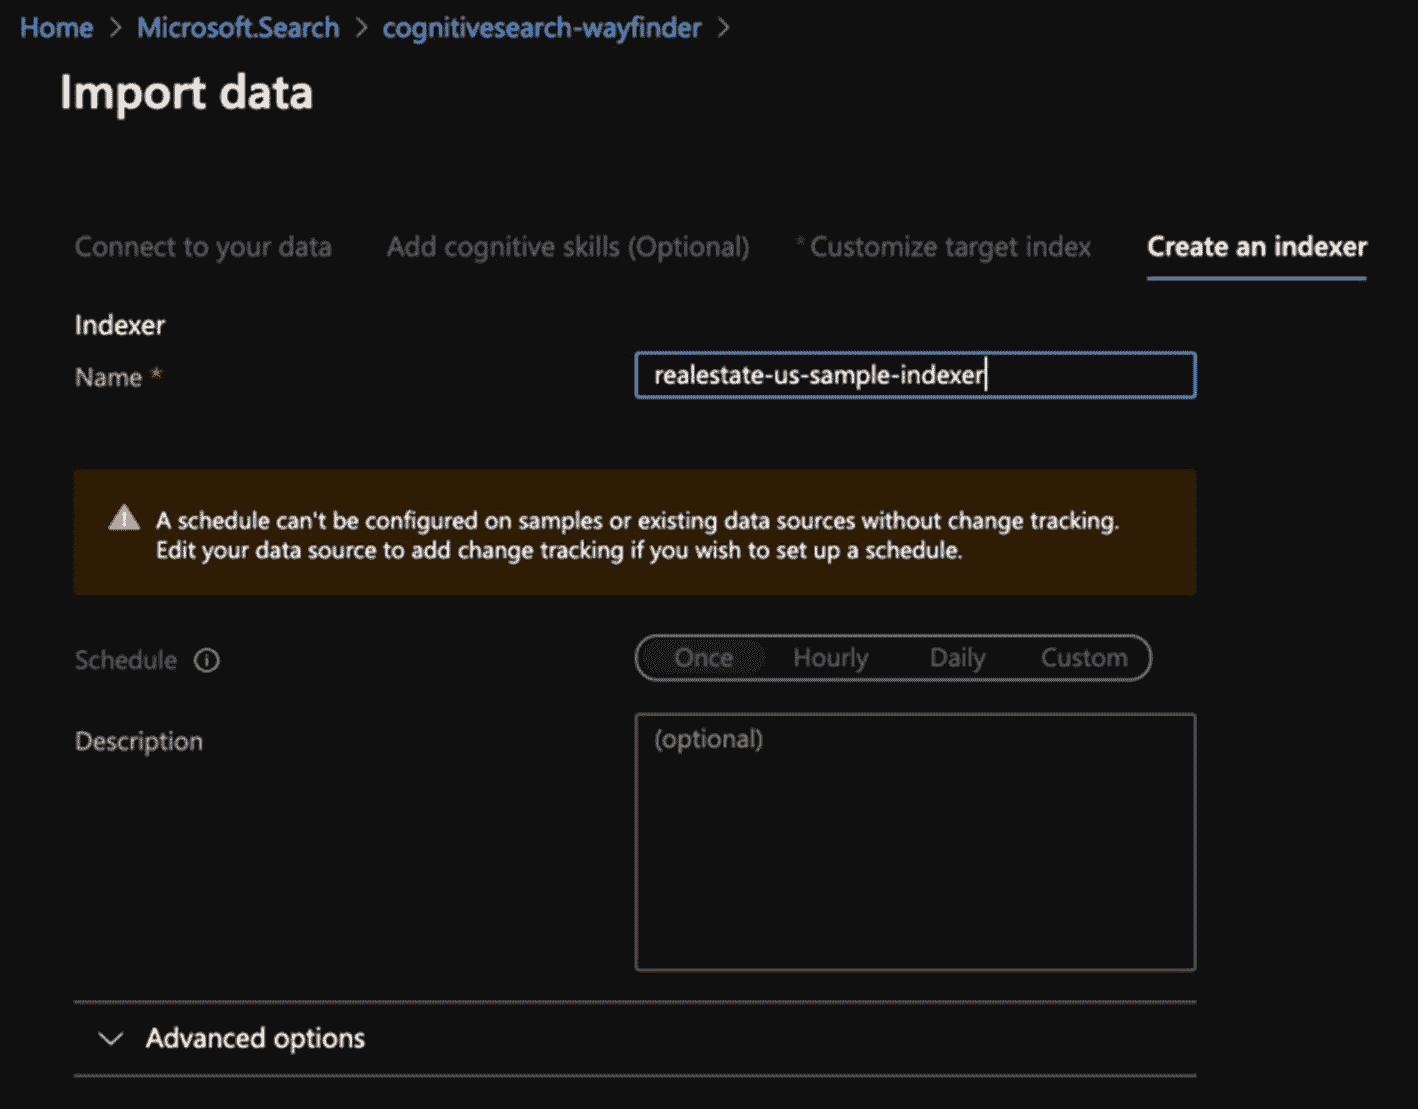 Home > Microsoft.Search > cognitivesearch-wayfinder >
Import data
Connect to your data Add cognitive skills (Optional) * Customize target index Create an indexer
Indexer
Name * realestate-us-sample-indexer
A schedule can't be configured on samples or existing data sources without change tracking.
Edit your data source to add change tracking if you wish to set up a schedule.
Schedule Once Hourly Daily Custom
Description (optional)
Advanced options